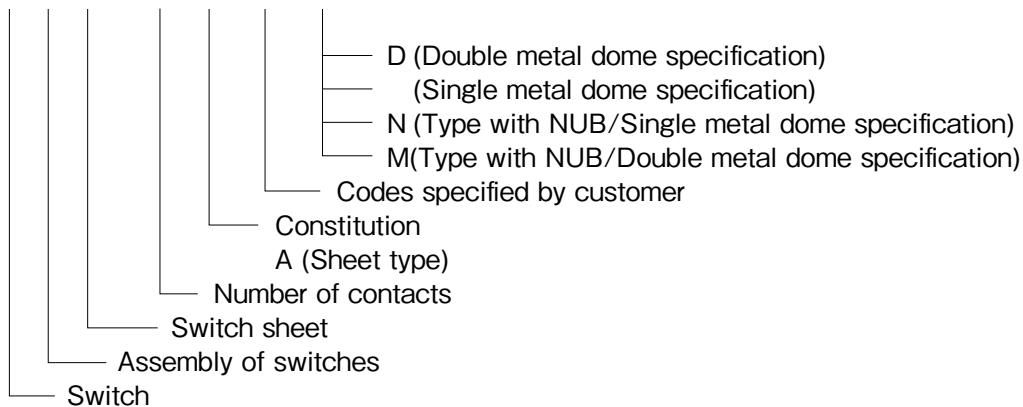 D (Double metal dome specification)
(Single metal dome specification)
N (Type with NUB/Single metal dome specification)
M(Type with NUB/Double metal dome specification)
Codes specified by customer
Constitution
A (Sheet type)
Number of contacts
Switch sheet
Assembly of switches
Switch